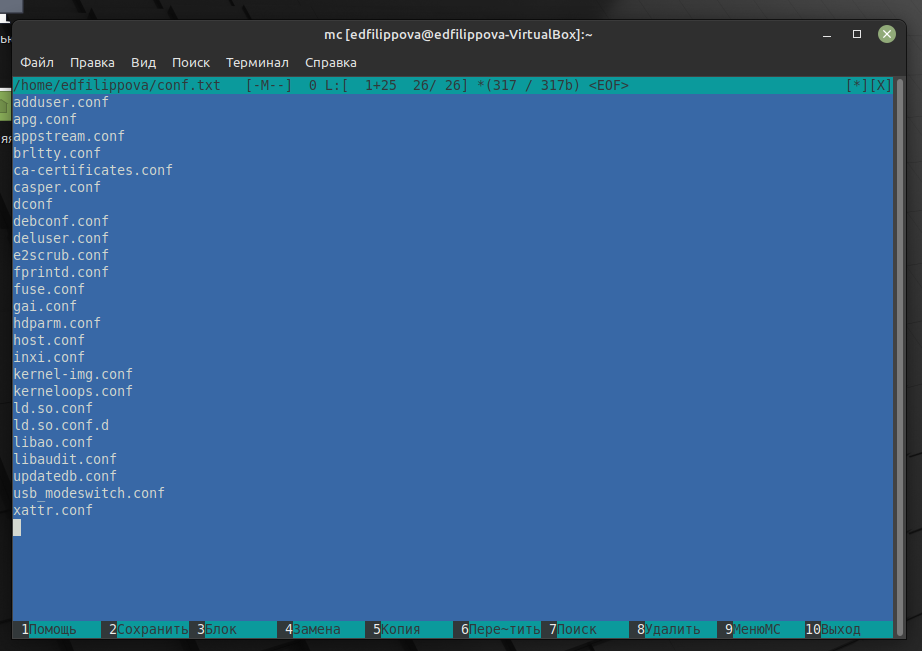 mc [edfilippova@edfilippova-VirtualBox]:~
Файл Правка Вид Поиск Терминал Справка
/home/edfilippova/conf.txt [-M--] 0 L:[ 1+25 26/ 26] *(317 / 317b) <EOF> [*][X]
adduser.conf
apg.conf
appstream.conf
brltty.conf
ca-certificates.conf
casper.conf
dconf
debconf.conf
deluser.conf
e2scrub.conf
fprintd.conf
fuse.conf
gai.conf
hdparm.conf
host.conf
inxi.conf
kernel-img.conf
kerneloops.conf
ld.so.conf
ld.so.conf.d
libao.conf
libaudit.conf
updatedb.conf
usb_modeswitch.conf
xattr.conf
1Помощь 2Сохранить 3Блок 4Замена 5Копия 6Пере~тить 7Поиск 8Удалить 9МенюMC 10Выход